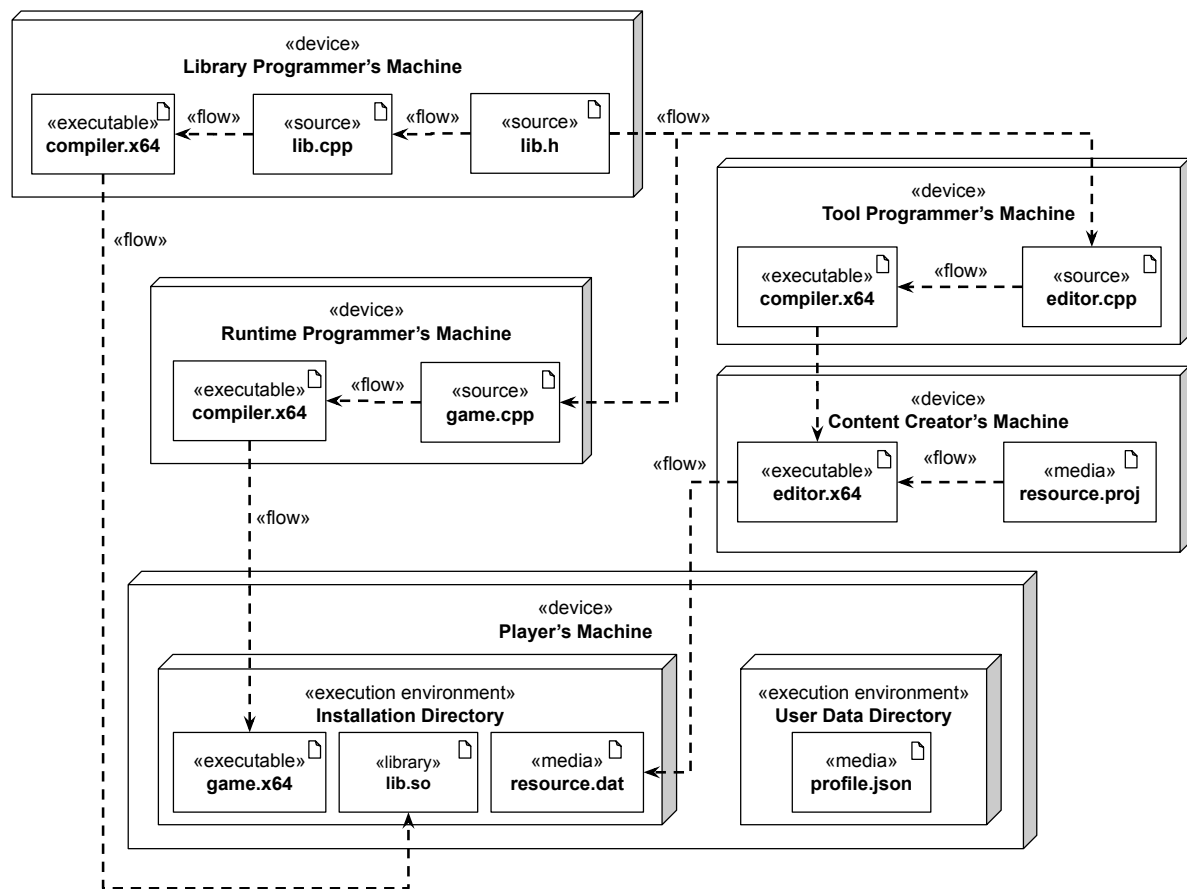 «device»
Library Programmer’s Machine
«executable»
compiler.x64
«flow»
«source»
lib.cpp
«flow»
«source»
lib.h
«flow»
«flow»
«device»
Tool Programmer’s Machine
«executable»
compiler.x64
«flow»
«source»
editor.cpp
«device»
Runtime Programmer’s Machine
«executable»
compiler.x64
«flow»
«source»
game.cpp
«flow»
«device»
Content Creator’s Machine
«flow»
«executable»
editor.x64
«flow»
«media»
resource.proj
«device»
Player’s Machine
«execution environment»
Installation Directory
«executable»
game.x64
«library»
lib.so
«media»
resource.dat
«execution environment»
User Data Directory
«media»
profile.json